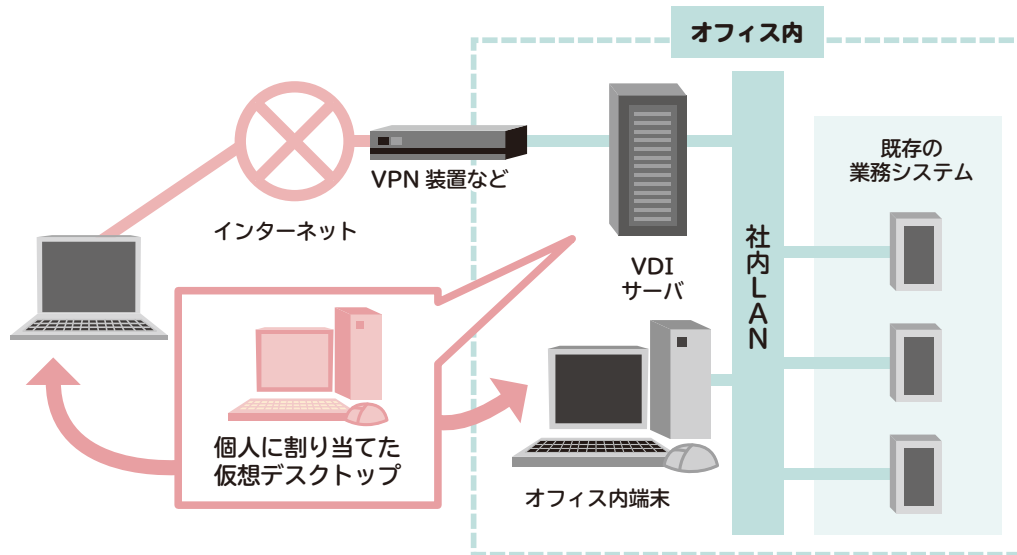 オフィス内
VPN 装置など
インターネット
VDI
サーバ
社内LAN
既存の
業務システム
個人に割り当てた
仮想デスクトップ
オフィス内端末